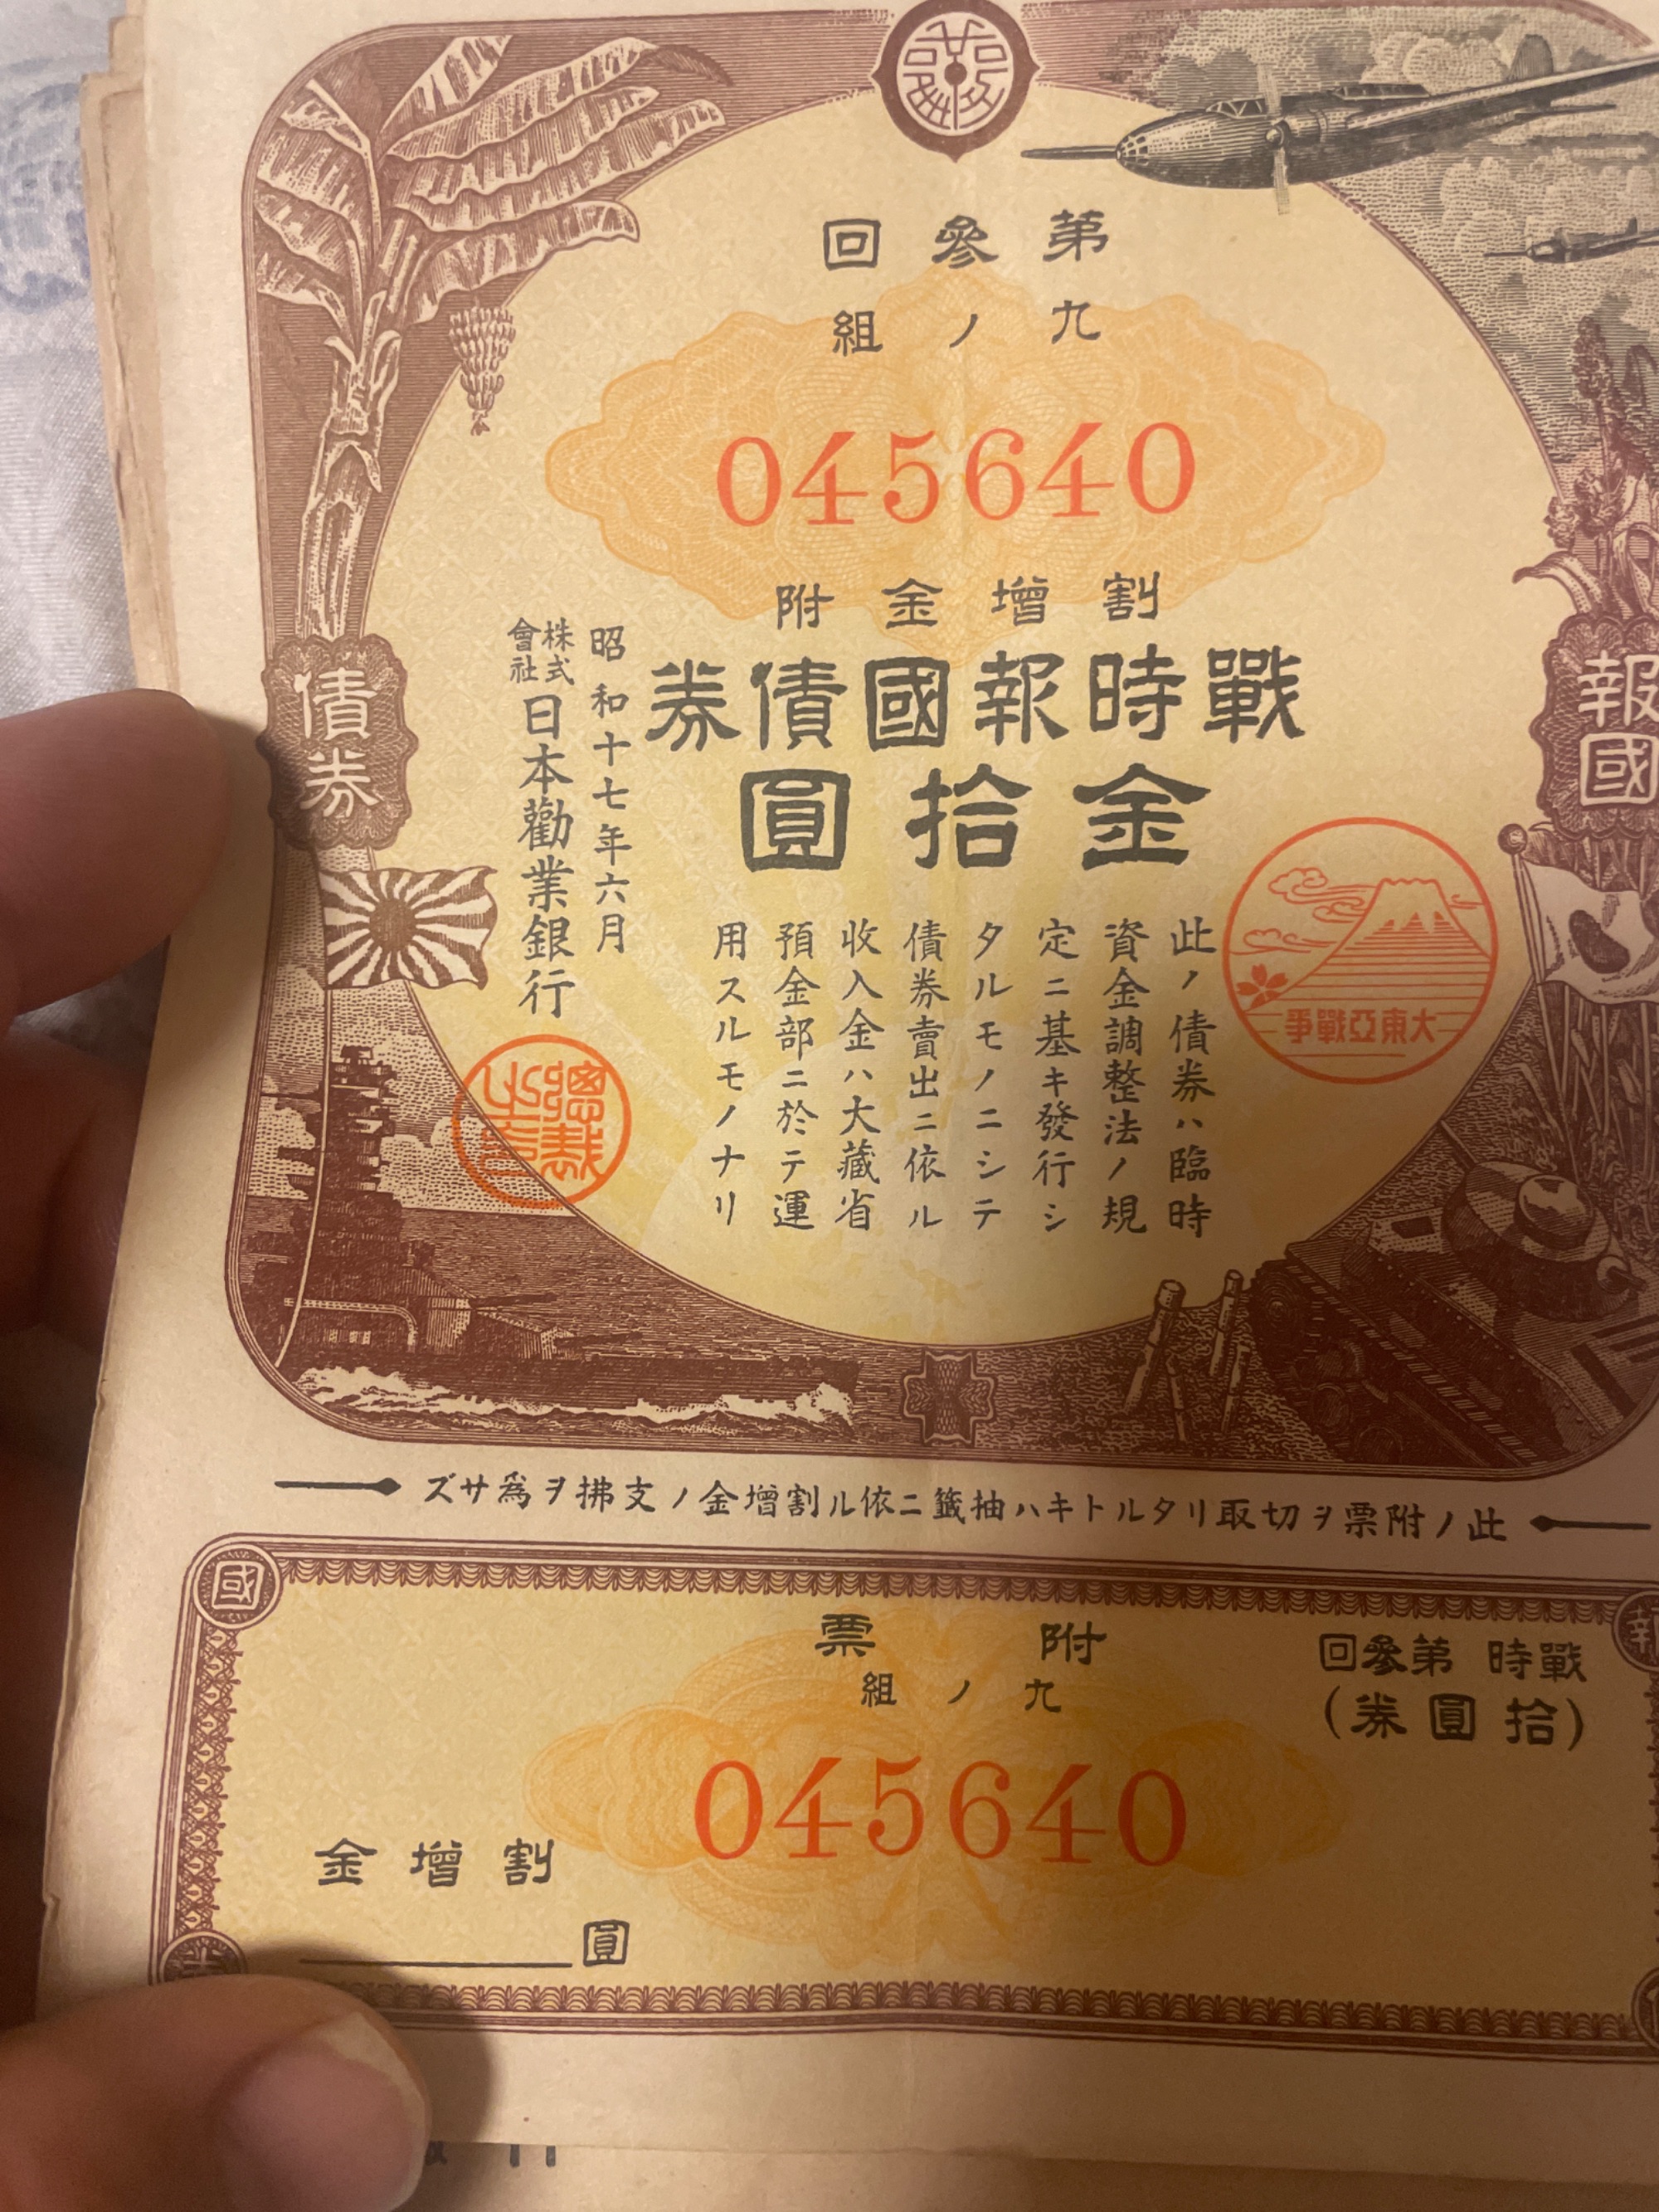 第參回
九ノ組
045640
割增金附
戰時報國債券
金拾圓
此ノ債券ハ臨時
資金調整法ノ規
定ニ基キ發行シ
タルモノニシテ
債券賣出ニ依ル
收入金ハ大藏省
預金部ニ於テ運
用スルモノナリ
昭和十七年六月
株式會社日本勸業銀行
總裁之印
大東亞戰爭
報國
債券
此ノ附票ヲ切取リタルトキハ抽籤ニ依ル割增金ノ支拂ヲ爲サズ
戰時 第參回
(拾圓券)
附票
九ノ組
045640
割增金
圓
國
報